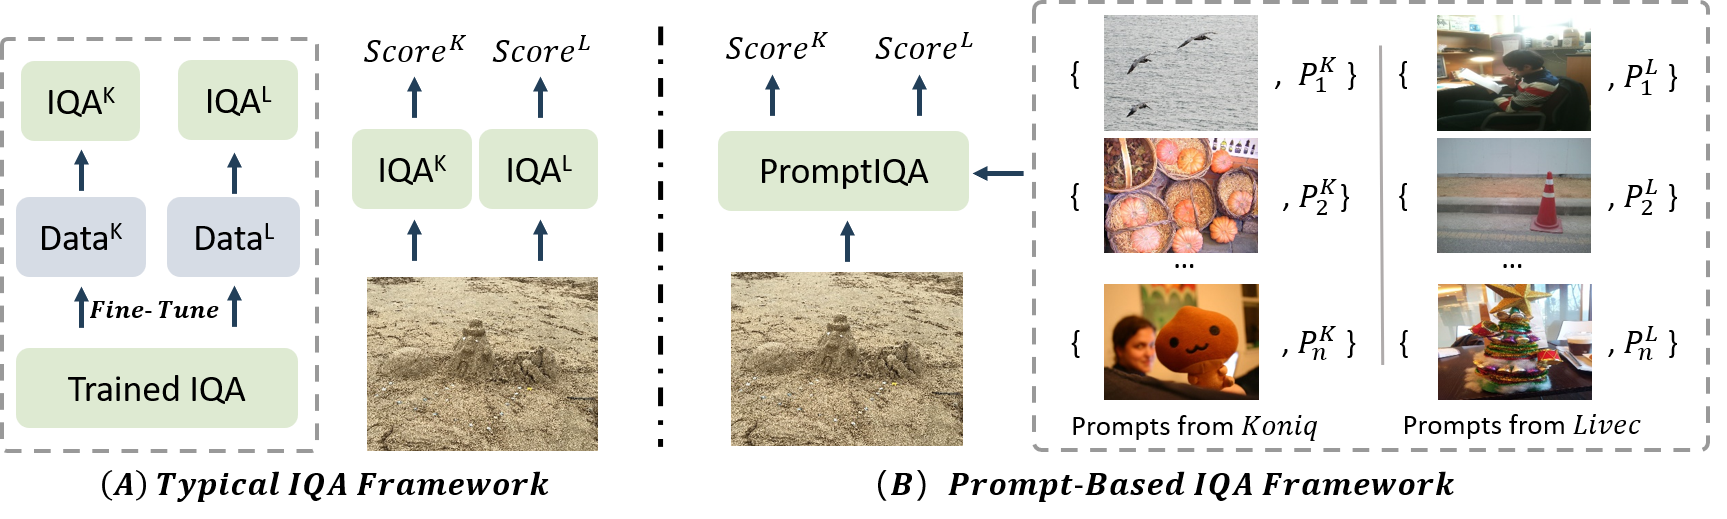 IQA^K
IQA^L
Data^K
Data^L
Fine- Tune
Trained IQA
Score^K
Score^L
IQA^K
IQA^L
(A) Typical IQA Framework
Score^K
Score^L
PromptIQA
{ , P_1^K }
{ , P_2^K }
...
{ , P_n^K }
Prompts from Koniq
{ , P_1^L }
{ , P_2^L }
...
{ , P_n^L }
Prompts from Livec
(B) Prompt-Based IQA Framework